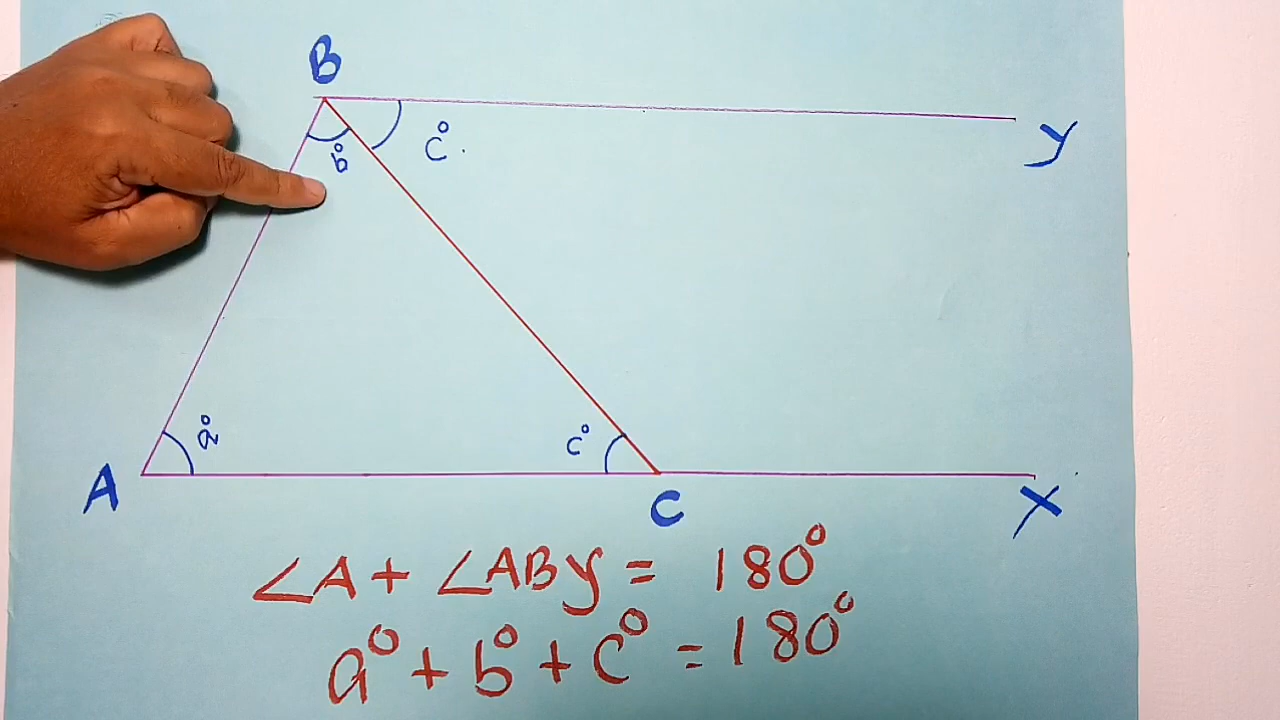 B
y
b° c°.
a°
c°
A
C
X
∠A + ∠ABy = 180°
a° + b° + c° = 180°